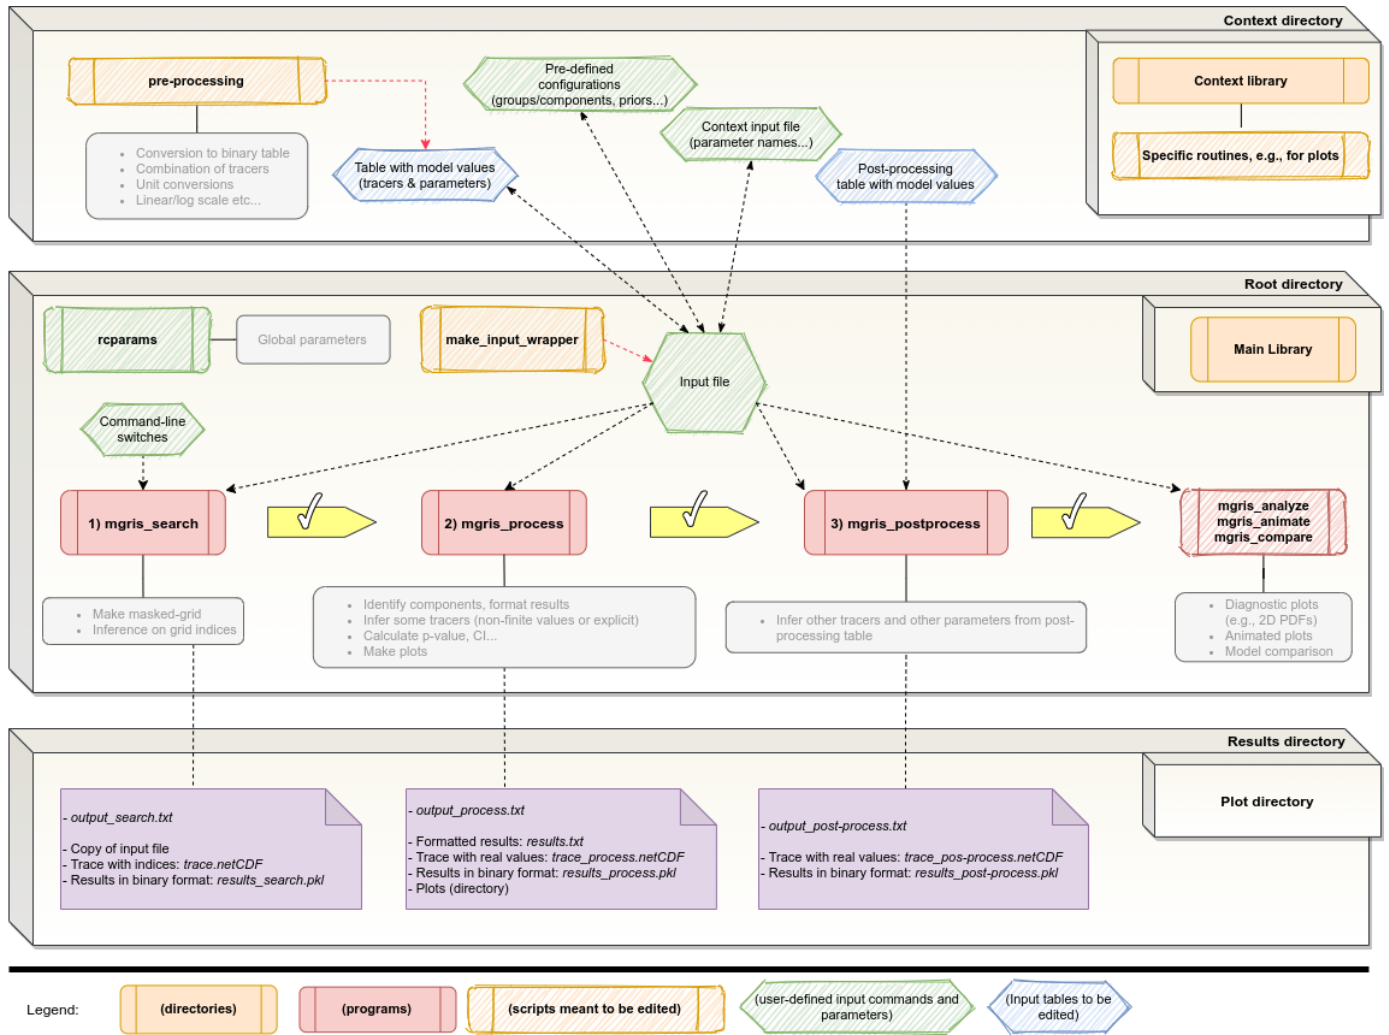 Context directory
pre-processing
Conversion to binary table
Combination of tracers
Unit conversions
Linear/log scale etc...
Table with model values
(tracers & parameters)
Pre-defined
configurations
(groups/components, priors...)
Context input file
(parameter names...)
Post-processing
table with model values
Context library
Specific routines, e.g., for plots
Root directory
rcparams
Global parameters
make_input_wrapper
Input file
Main Library
Command-line
switches
1) mgris_search
2) mgris_process
3) mgris_postprocess
mgris_analyze
mgris_animate
mgris_compare
Make masked-grid
Inference on grid indices
Identify components, format results
Infer some tracers (non-finite values or explicit)
Calculate p-value, CI...
Make plots
Infer other tracers and other parameters from post-
processing table
Diagnostic plots
(e.g., 2D PDFs)
Animated plots
Model comparison
Results directory
Plot directory
- output_search.txt
- Copy of input file
- Trace with indices: trace.netCDF
- Results in binary format: results_search.pkl
- output_process.txt
- Formatted results: results.txt
- Trace with real values: trace_process.netCDF
- Results in binary format: results_process.pkl
- Plots (directory)
- output_post-process.txt
- Trace with real values: trace_pos-process.netCDF
- Results in binary format: results_post-process.pkl
Legend:
(directories)
(programs)
(scripts meant to be edited)
(user-defined input commands and
parameters)
(Input tables to be
edited)